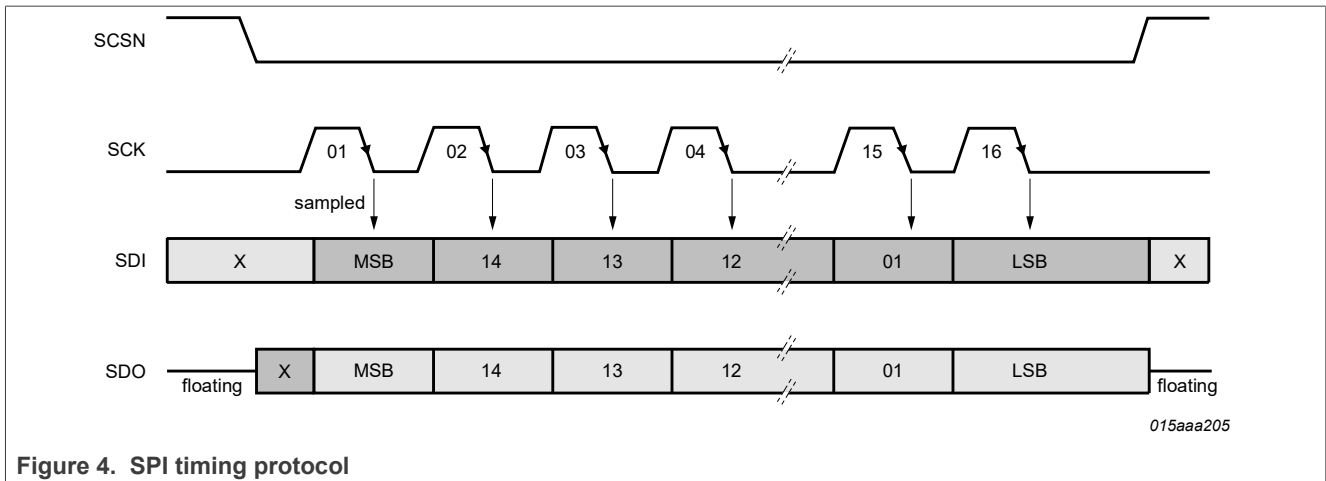 SCSN
SCK 01 02 03 04 15 16
sampled
SDI X MSB 14 13 12 01 LSB X
SDO X MSB 14 13 12 01 LSB
floating floating
015aaa205
Figure 4. SPI timing protocol